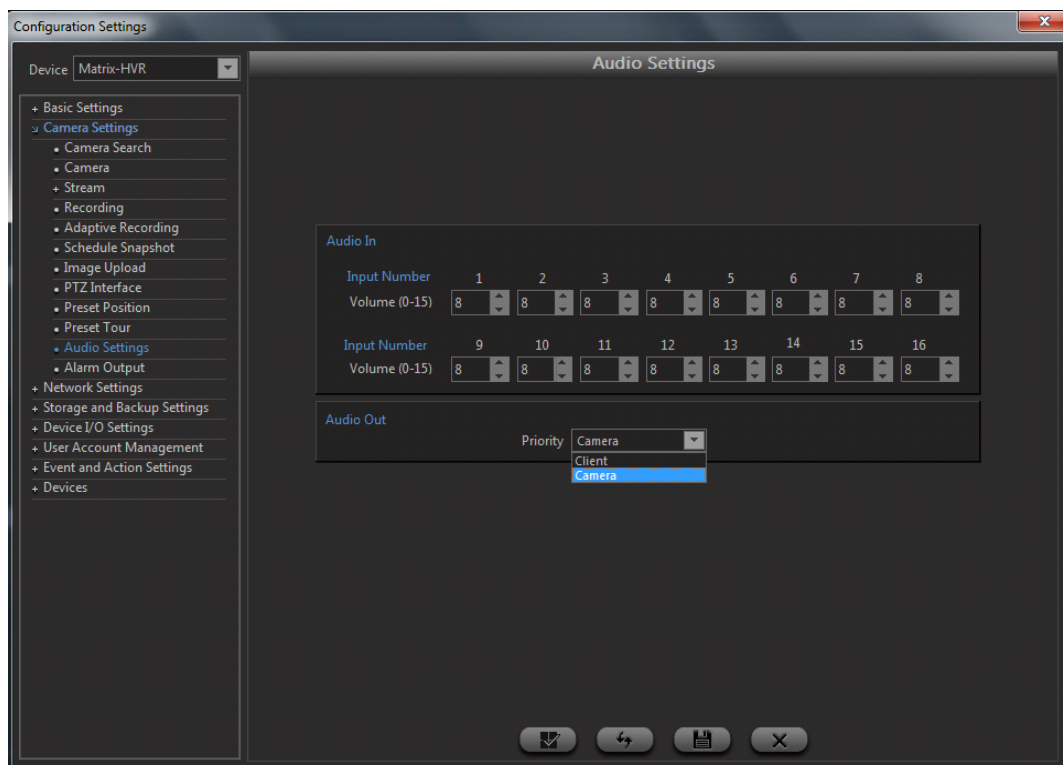 Configuration Settings
Device Matrix-HVR
Audio Settings
+ Basic Settings
Camera Settings
Camera Search
Camera
+ Stream
Recording
Adaptive Recording
Schedule Snapshot
Image Upload
PTZ Interface
Preset Position
Preset Tour
Audio Settings
Alarm Output
+ Network Settings
+ Storage and Backup Settings
+ Device I/O Settings
+ User Account Management
+ Event and Action Settings
+ Devices
Audio In
Input Number 1 2 3 4 5 6 7 8
Volume (0-15) 8 8 8 8 8 8 8 8
Input Number 9 10 11 12 13 14 15 16
Volume (0-15) 8 8 8 8 8 8 8 8
Audio Out
Priority Camera
Client
Camera